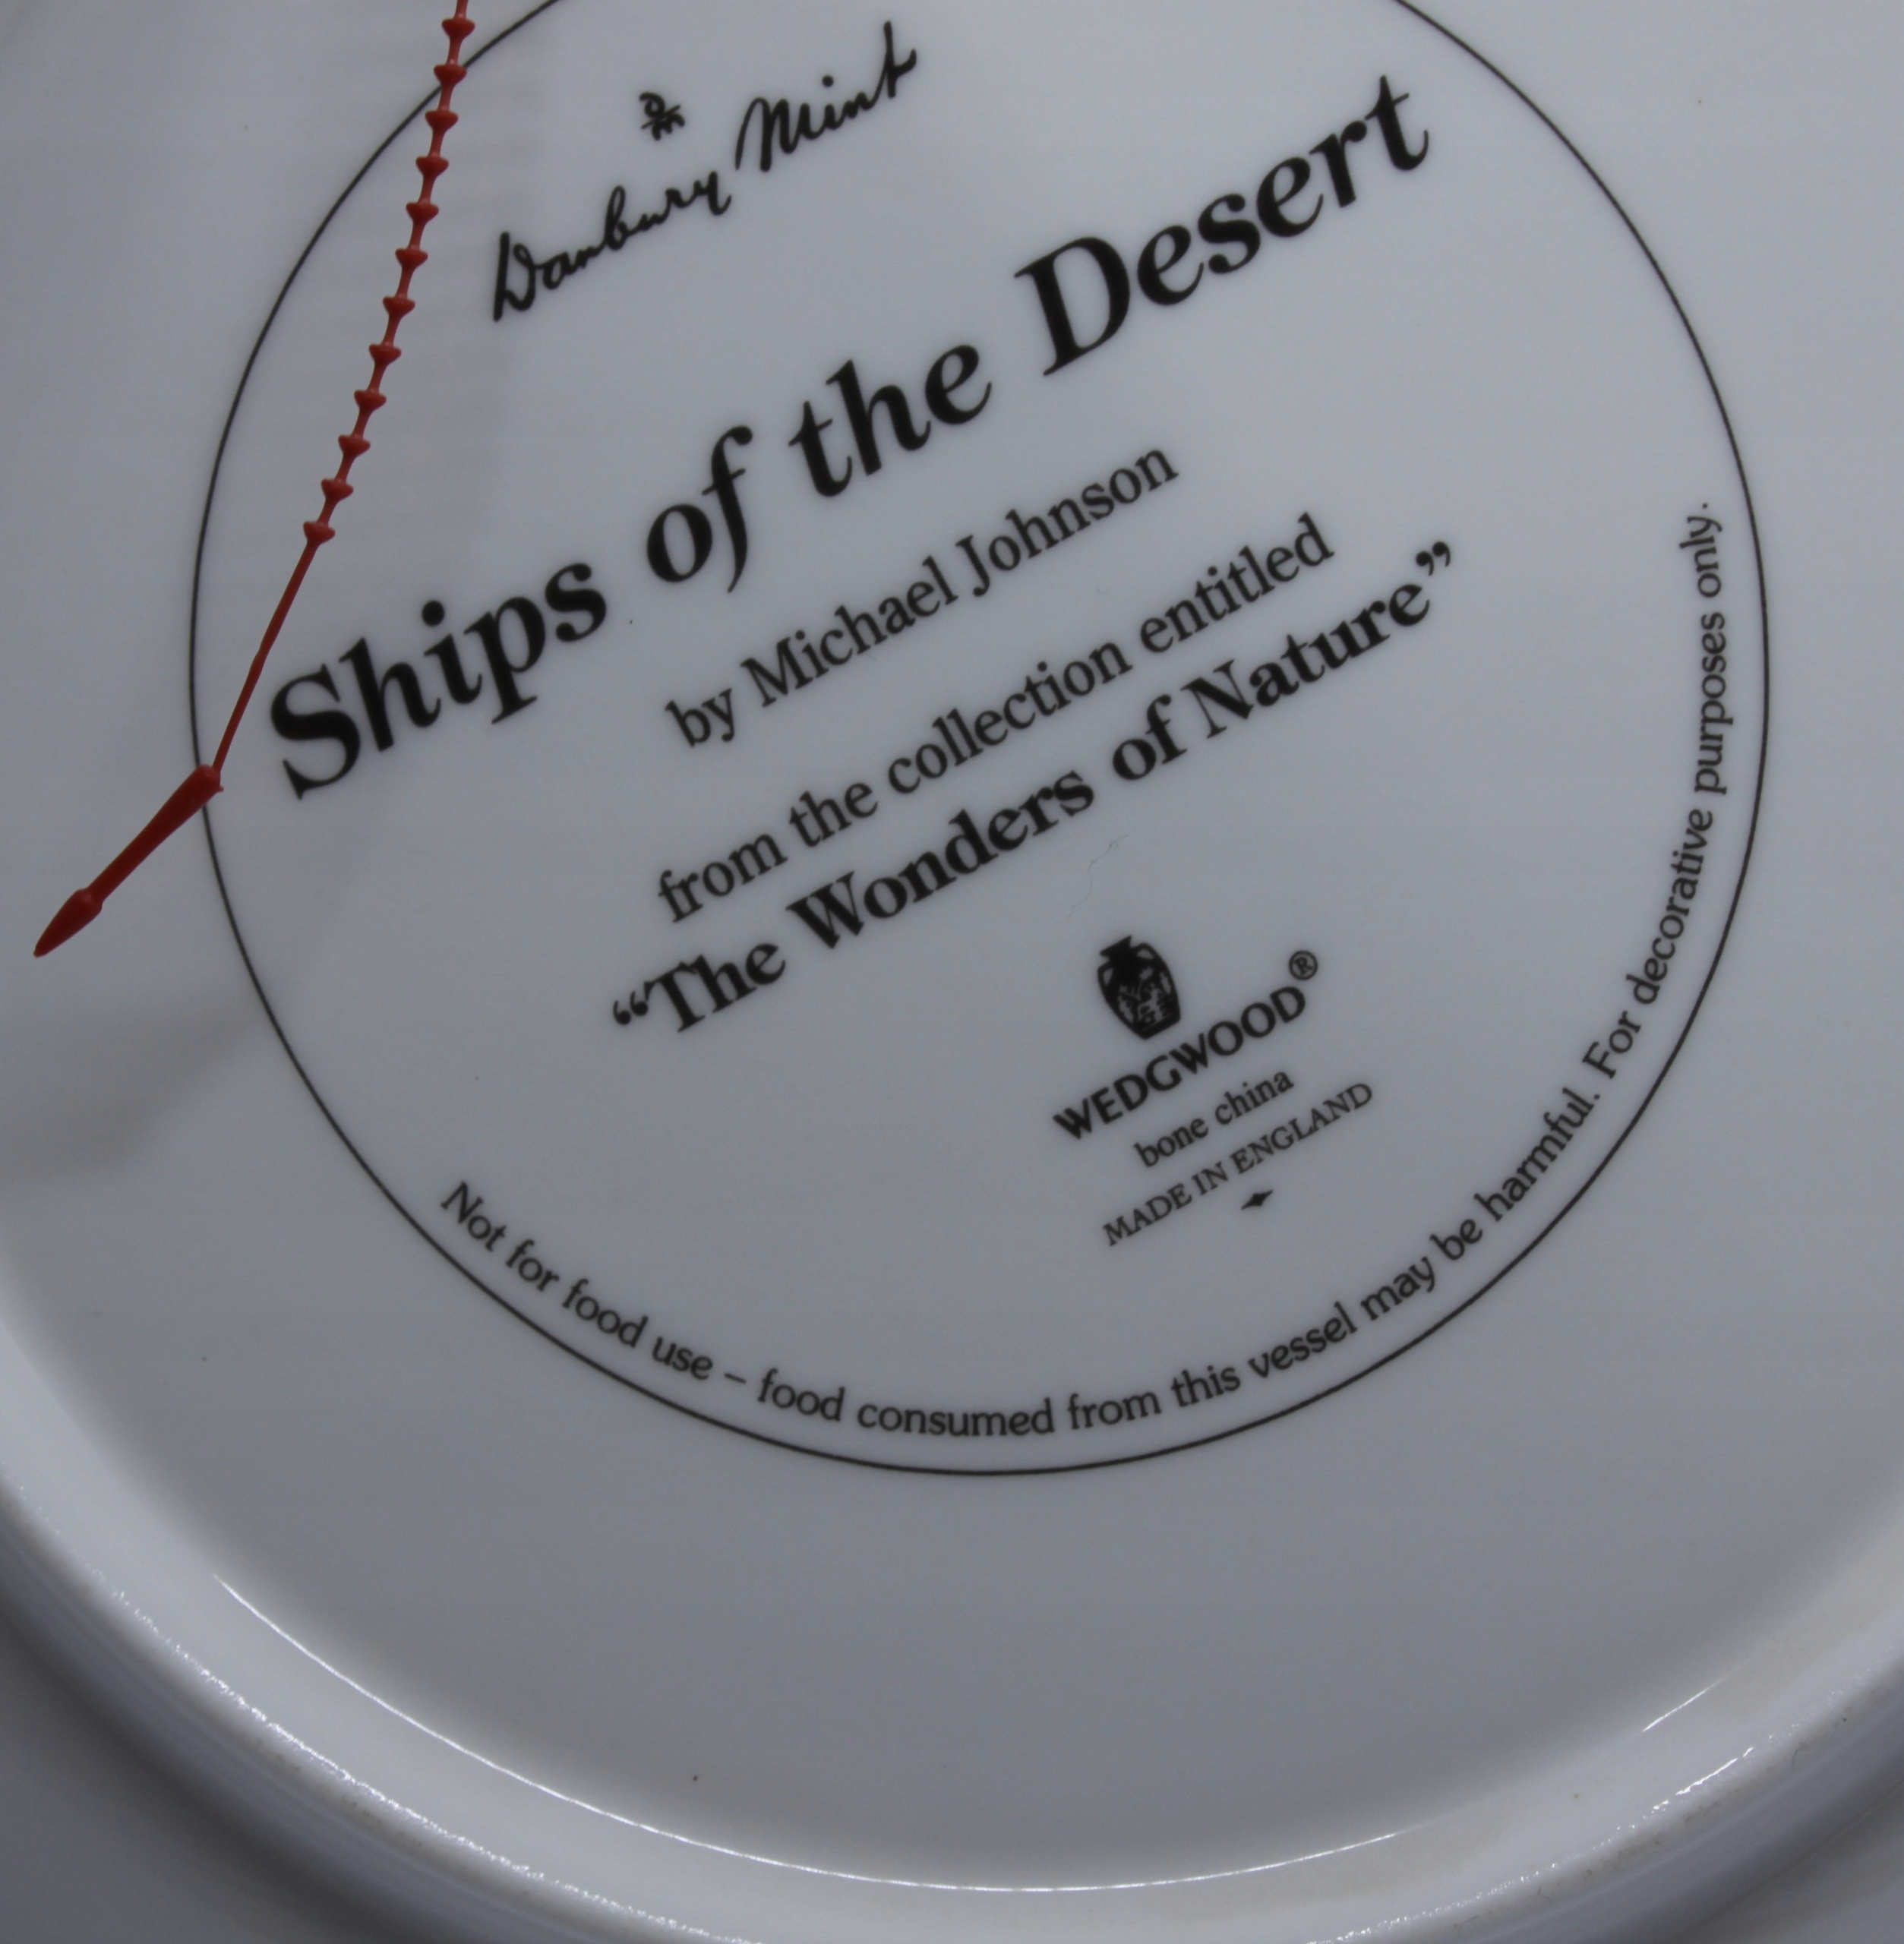 Danbury Mint
Ships of the Desert
by Michael Johnson
from the collection entitled
“The Wonders of Nature”
WEDGWOOD®
bone china
MADE IN ENGLAND
Not for food use – food consumed from this vessel may be harmful. For decorative purposes only.